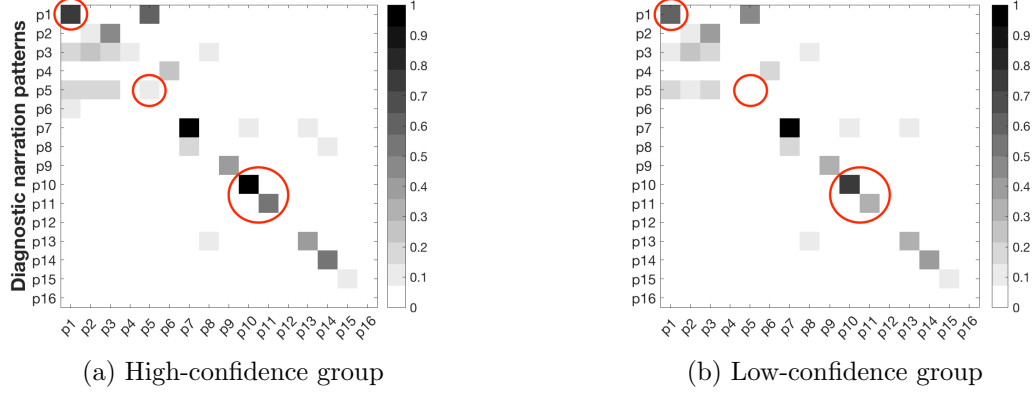 Diagnostic narration patterns
p1
p2
p3
p4
p5
p6
p7
p8
p9
p10
p11
p12
p13
p14
p15
p16
p1 p2 p3 p4 p5 p6 p7 p8 p9 p10 p11 p12 p13 p14 p15 p16
1
0.9
0.8
0.7
0.6
0.5
0.4
0.3
0.2
0.1
0
(a) High-confidence group
p1
p2
p3
p4
p5
p6
p7
p8
p9
p10
p11
p12
p13
p14
p15
p16
p1 p2 p3 p4 p5 p6 p7 p8 p9 p10 p11 p12 p13 p14 p15 p16
1
0.9
0.8
0.7
0.6
0.5
0.4
0.3
0.2
0.1
0
(b) Low-confidence group